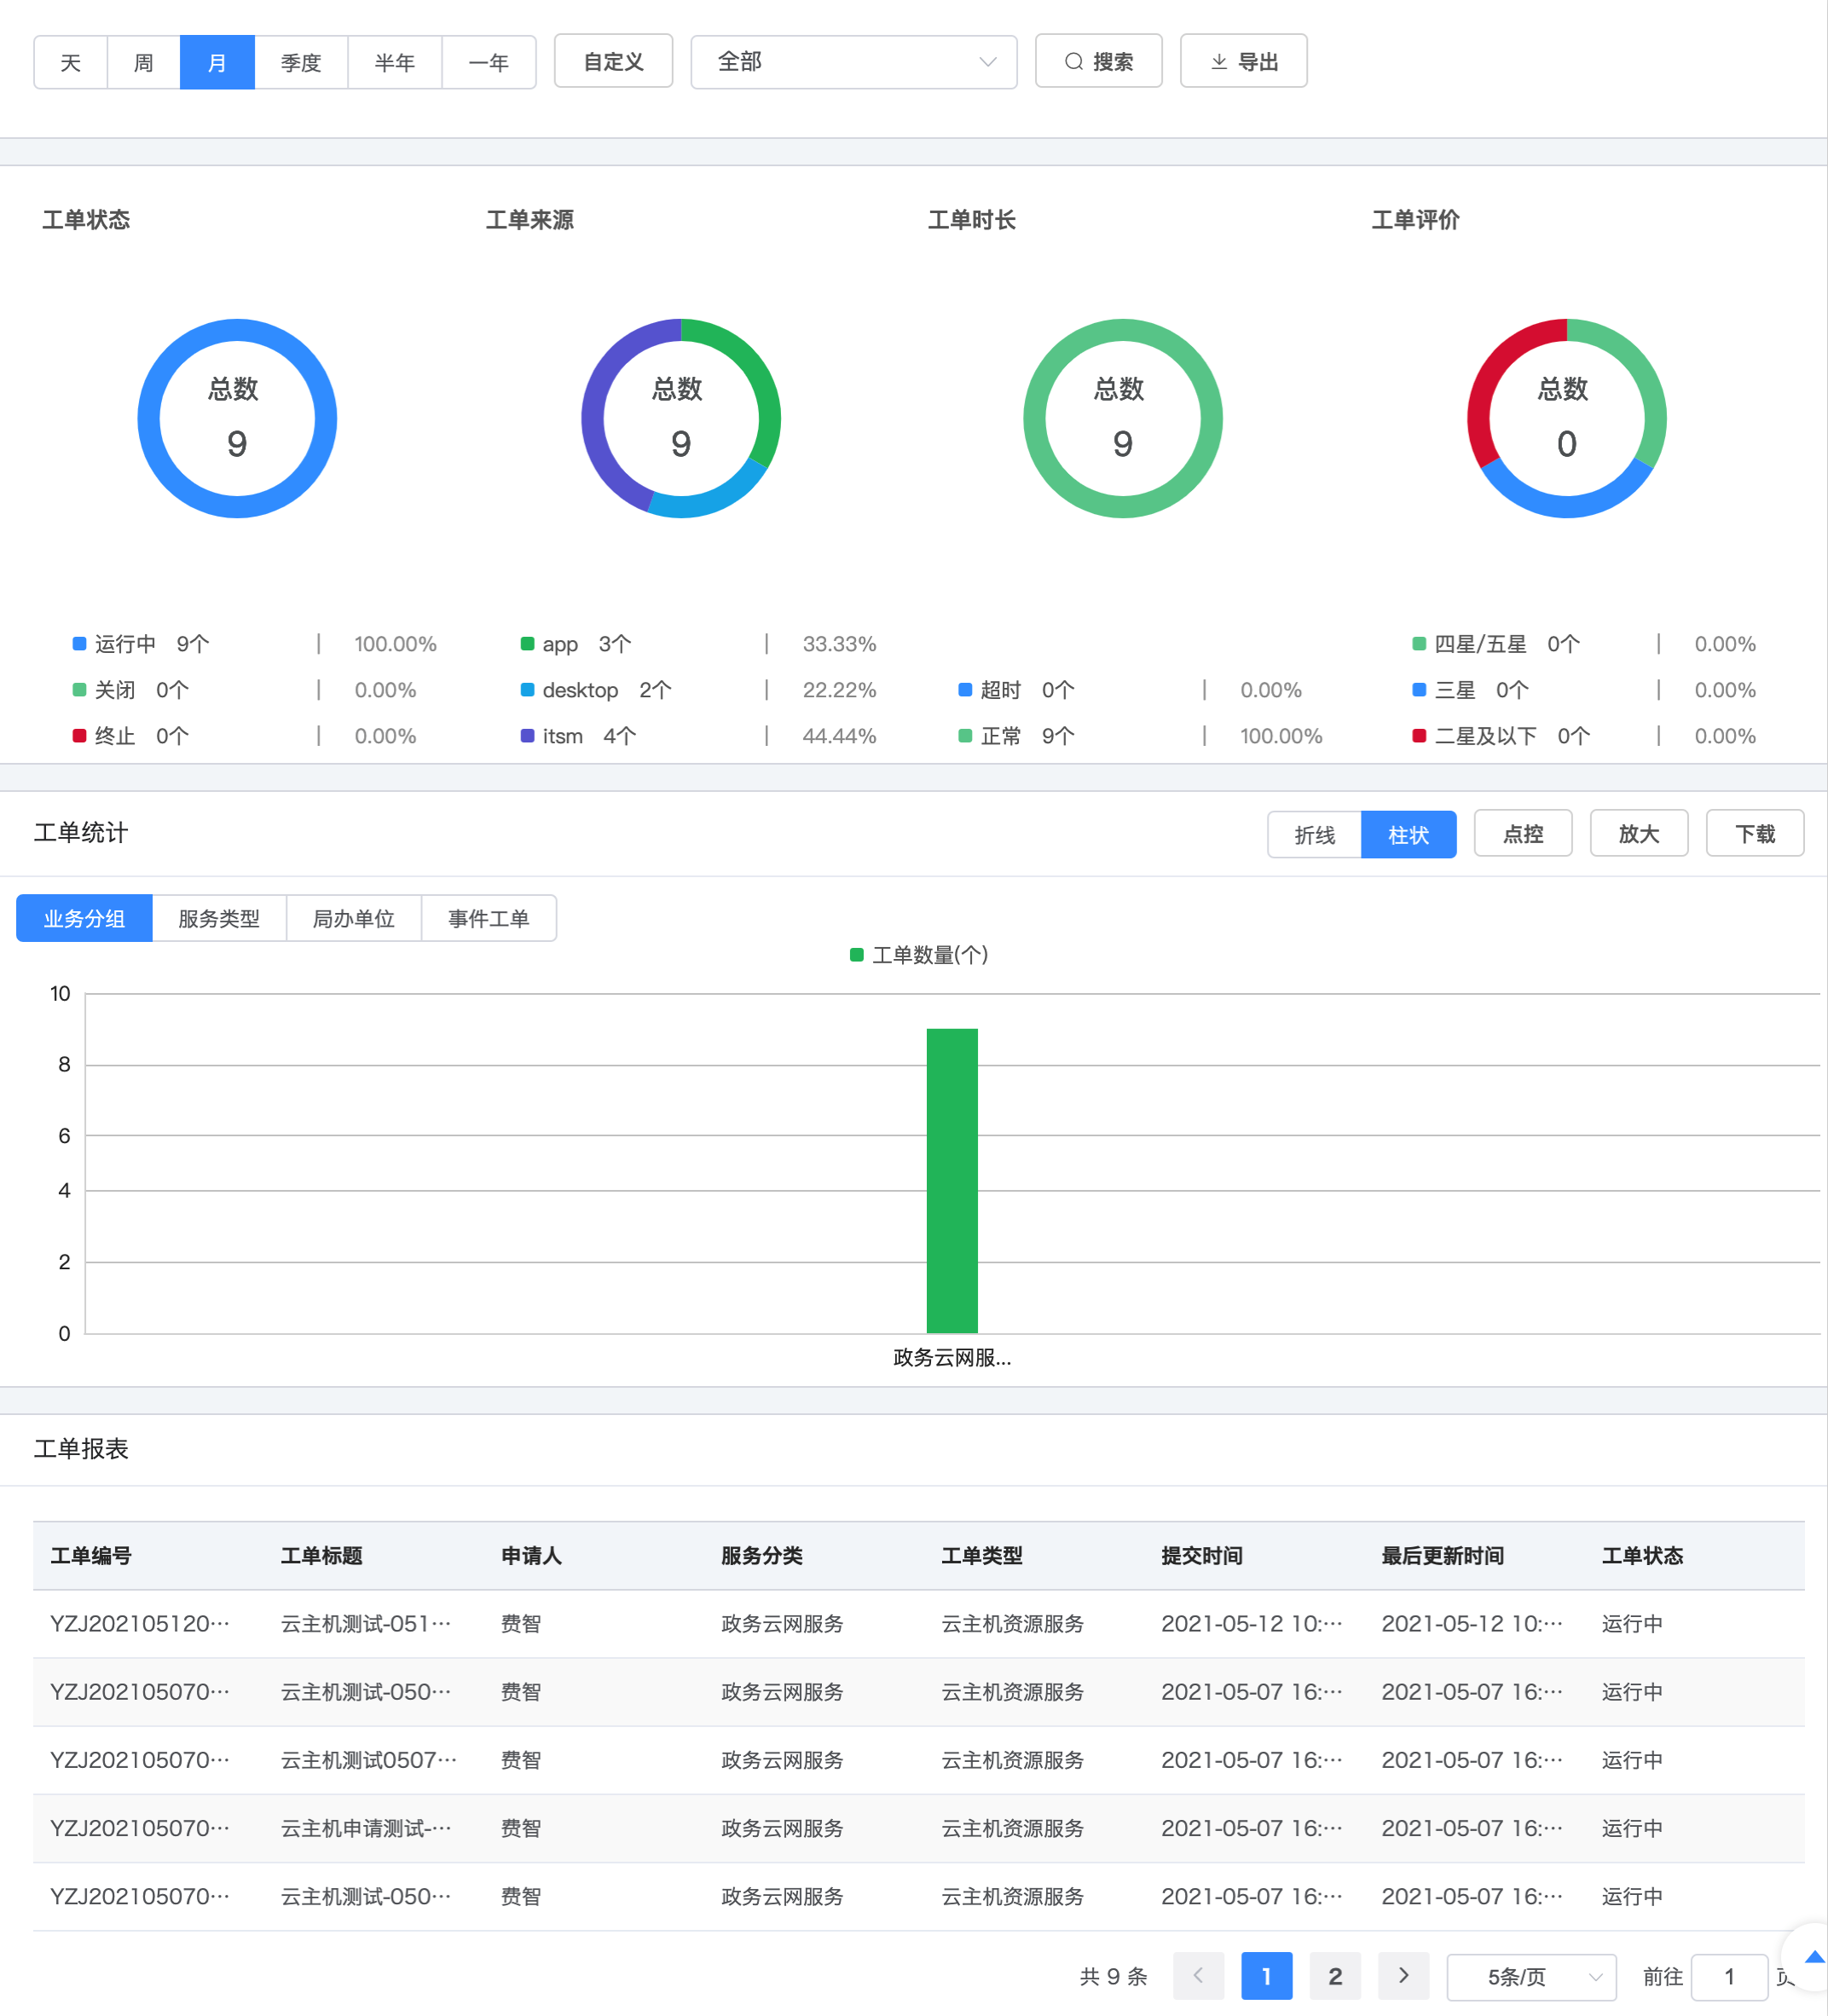 天 周 月 季度 半年 一年 自定义 全部 搜索 导出
工单状态 工单来源 工单时长 工单评价
总数 总数 总数 总数
9 9 9 0
运行中 9个 | 100.00% app 3个 | 33.33% 四星/五星 0个 | 0.00%
关闭 0个 | 0.00% desktop 2个 | 22.22% 超时 0个 | 0.00% 三星 0个 | 0.00%
终止 0个 | 0.00% itsm 4个 | 44.44% 正常 9个 | 100.00% 二星及以下 0个 | 0.00%
工单统计 折线 柱状 点控 放大 下载
业务分组 服务类型 局办单位 事件工单
工单数量(个)
10
8
6
4
2
0
政务云网服...
工单报表
工单编号 工单标题 申请人 服务分类 工单类型 提交时间 最后更新时间 工单状态
YZJ202105120… 云主机测试-051… 费智 政务云网服务 云主机资源服务 2021-05-12 10:… 2021-05-12 10:… 运行中
YZJ202105070… 云主机测试-050… 费智 政务云网服务 云主机资源服务 2021-05-07 16:… 2021-05-07 16:… 运行中
YZJ202105070… 云主机测试0507… 费智 政务云网服务 云主机资源服务 2021-05-07 16:… 2021-05-07 16:… 运行中
YZJ202105070… 云主机申请测试-… 费智 政务云网服务 云主机资源服务 2021-05-07 16:… 2021-05-07 16:… 运行中
YZJ202105070… 云主机测试-050… 费智 政务云网服务 云主机资源服务 2021-05-07 16:… 2021-05-07 16:… 运行中
共 9 条 1 2 5条/页 前往 1